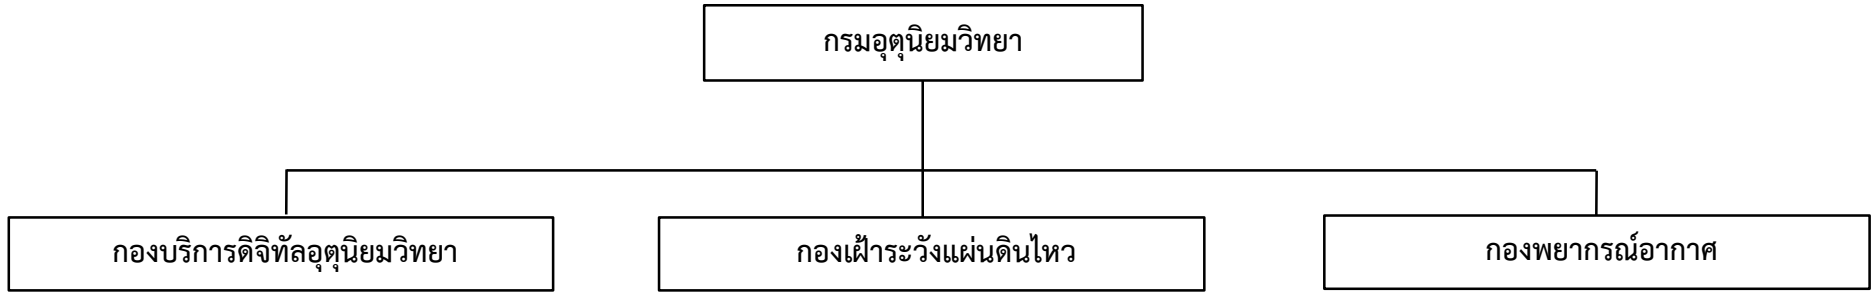 กรมอุตุนิยมวิทยา
กองบริการดิจิทัลอุตุนิยมวิทยา
กองเฝ้าระวังแผ่นดินไหว
กองพยากรณ์อากาศ